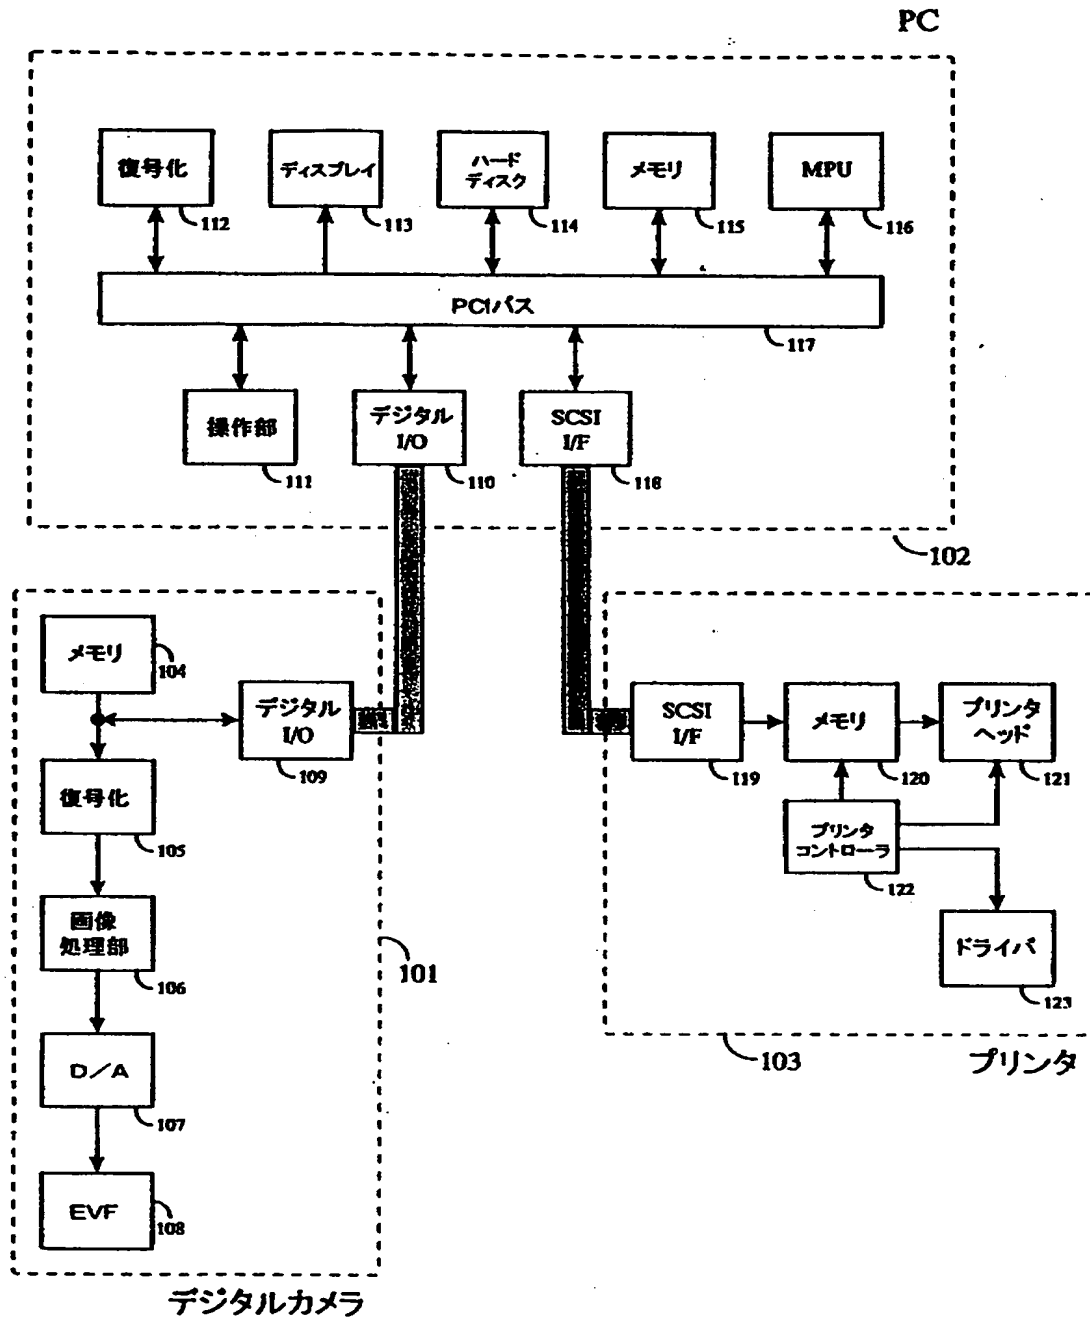 PC
復号化
112
ディスプレイ
113
ハード
ディスク
114
メモリ
115
MPU
116
PCIバス
117
操作部
111
デジタル
I/O
110
SCSI
I/F
118
102
メモリ
104
デジタル
I/O
109
復号化
105
画像
処理部
106
D/A
107
EVF
108
101
デジタルカメラ
SCSI
I/F
119
メモリ
120
プリンタ
ヘッド
121
プリンタ
コントローラ
122
ドライバ
123
103
プリンタ